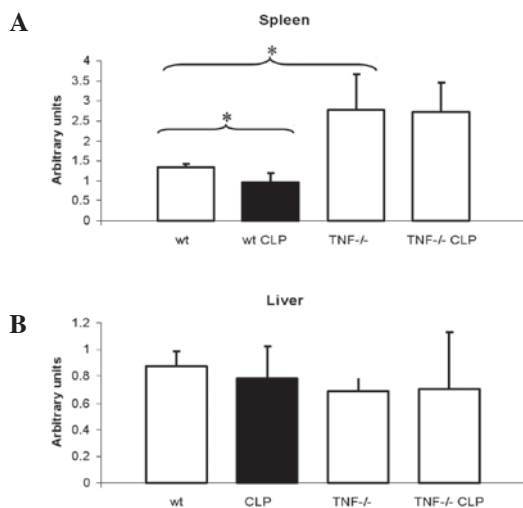 A
Spleen
Arbitrary units
4
3.5
3
2.5
2
1.5
1
0.5
0
*
*
wt
wt CLP
TNF-/-
TNF-/- CLP
B
Liver
Arbitrary units
1.2
1
0.8
0.6
0.4
0.2
0
wt
CLP
TNF-/-
TNF-/- CLP